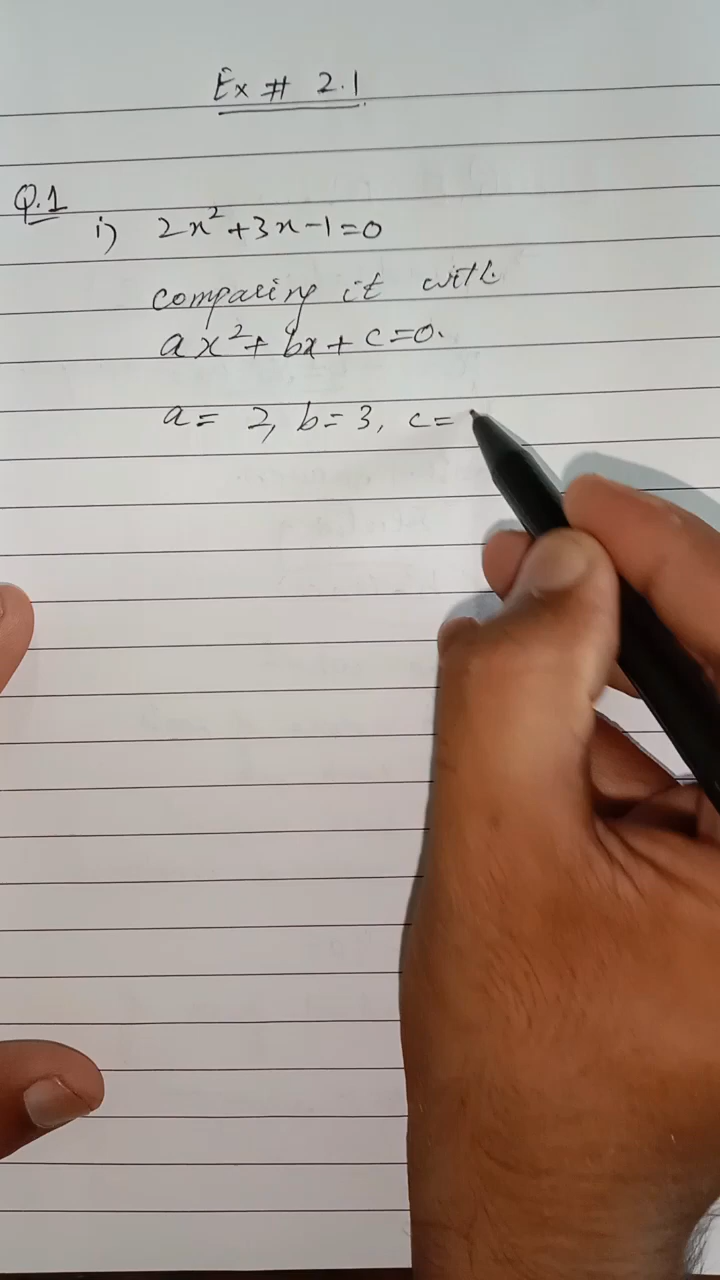 Ex # 2.1
Q.1
i) 2x²+3x-1=0
comparing it with
ax²+bx+c=0.
a= 2, b=3, c=